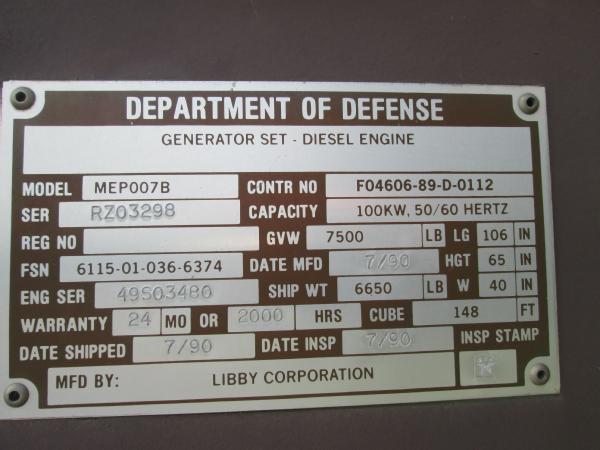 DEPARTMENT OF DEFENSE
GENERATOR SET - DIESEL ENGINE
MODEL MEP007B CONTR NO F04606-89-D-0112
SER RZ03298 CAPACITY 100KW, 50/60 HERTZ
REG NO GVW 7500 LB LG 106 IN
FSN 6115-01-036-6374 DATE MFD 7/90 HGT 65 IN
ENG SER 49S03480 SHIP WT 6650 LB W 40 IN
WARRANTY 24 MO OR 2000 HRS CUBE 148 FT
DATE SHIPPED 7/90 DATE INSP 7/90 INSP STAMP
MFD BY: LIBBY CORPORATION